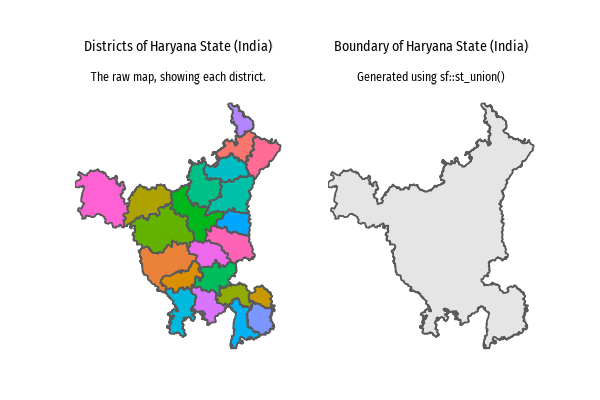 Districts of Haryana State (India)
The raw map, showing each district.
Boundary of Haryana State (India)
Generated using sf::st_union()